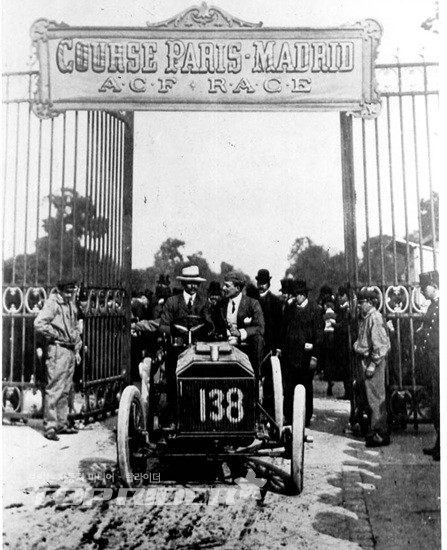 COURSE PARIS-MADRID
A·C·F · R·A·C·E
138
TOPRIDER